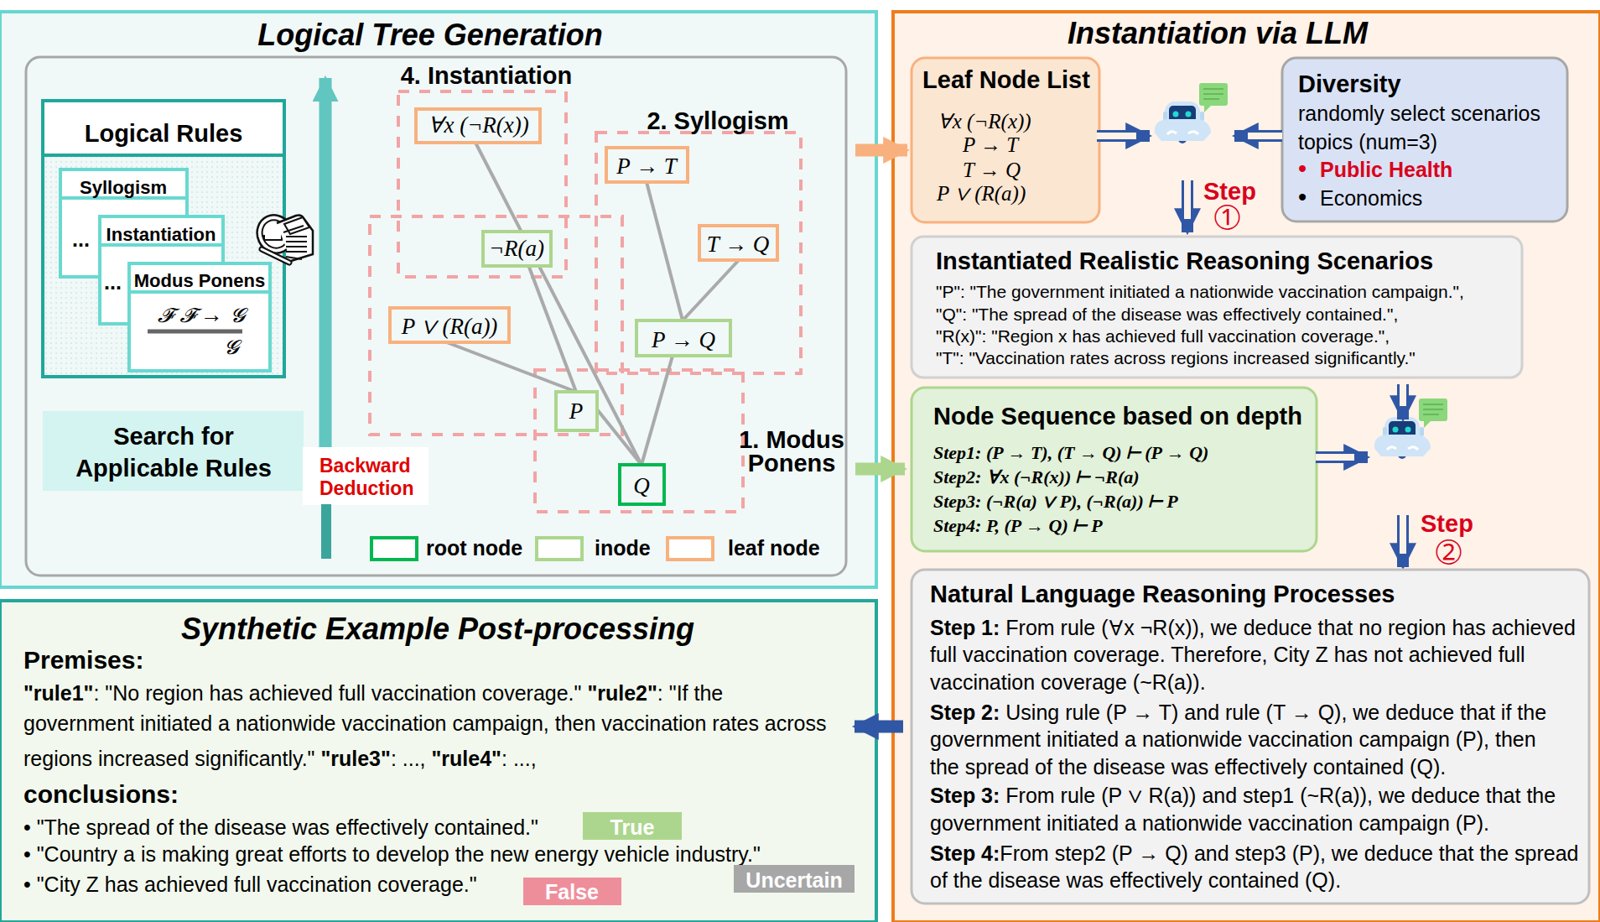 Logical Tree Generation
Logical Rules
Syllogism
...
Instantiation
...
Modus Ponens
ℱ ℱ → 𝒢
𝒢
Search for
Applicable Rules
Backward
Deduction
4. Instantiation
∀x (¬R(x))
2. Syllogism
P → T
¬R(a)
T → Q
P ∨ (R(a))
P → Q
P
1. Modus
Ponens
Q
root node
inode
leaf node
Instantiation via LLM
Leaf Node List
∀x (¬R(x))
P → T
T → Q
P ∨ (R(a))
Diversity
randomly select scenarios
topics (num=3)
• Public Health
• Economics
Step
①
Instantiated Realistic Reasoning Scenarios
"P": "The government initiated a nationwide vaccination campaign.",
"Q": "The spread of the disease was effectively contained.",
"R(x)": "Region x has achieved full vaccination coverage.",
"T": "Vaccination rates across regions increased significantly."
Node Sequence based on depth
Step1: (P → T), (T → Q) ⊢ (P → Q)
Step2: ∀x (¬R(x)) ⊢ ¬R(a)
Step3: (¬R(a) ∨ P), (¬R(a)) ⊢ P
Step4: P, (P → Q) ⊢ P
Step
②
Natural Language Reasoning Processes
Step 1: From rule (∀x ¬R(x)), we deduce that no region has achieved
full vaccination coverage. Therefore, City Z has not achieved full
vaccination coverage (~R(a)).
Step 2: Using rule (P → T) and rule (T → Q), we deduce that if the
government initiated a nationwide vaccination campaign (P), then
the spread of the disease was effectively contained (Q).
Step 3: From rule (P ∨ R(a)) and step1 (~R(a)), we deduce that the
government initiated a nationwide vaccination campaign (P).
Step 4:From step2 (P → Q) and step3 (P), we deduce that the spread
of the disease was effectively contained (Q).
Synthetic Example Post-processing
Premises:
"rule1": "No region has achieved full vaccination coverage." "rule2": "If the
government initiated a nationwide vaccination campaign, then vaccination rates across
regions increased significantly." "rule3": ..., "rule4": ...,
conclusions:
• "The spread of the disease was effectively contained." True
• "Country a is making great efforts to develop the new energy vehicle industry."
Uncertain
• "City Z has achieved full vaccination coverage." False